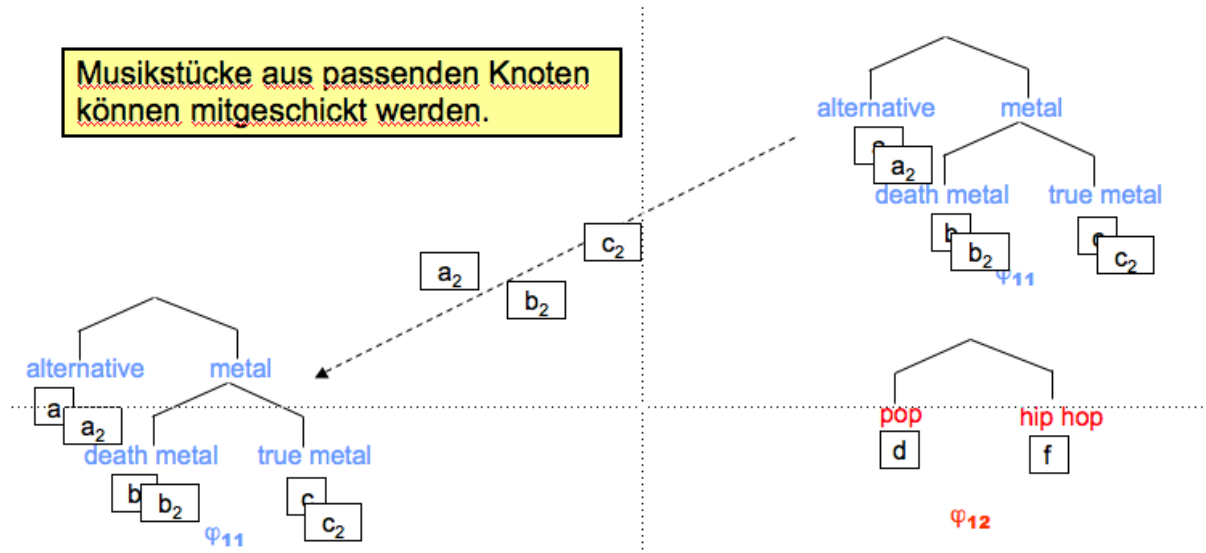 Musikstücke aus passenden Knoten
können mitgeschickt werden.
alternative metal
a₂
death metal true metal
b b₂ c₂
φ₁₁
a₂ b₂ c₂
alternative metal
a a₂
death metal true metal
b b₂ c c₂
φ₁₁
pop hip hop
d f
φ₁₂